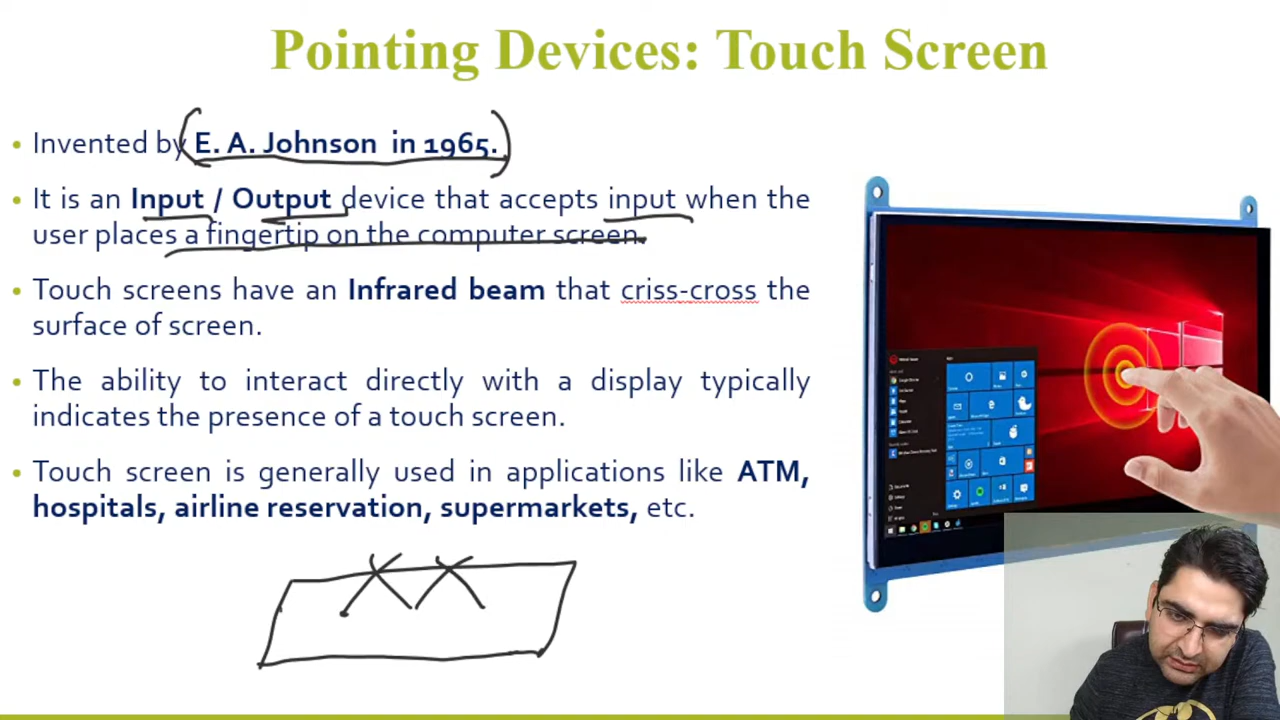 Pointing Devices: Touch Screen
• Invented by E. A. Johnson in 1965.
• It is an Input / Output device that accepts input when the
user places a fingertip on the computer screen.
• Touch screens have an Infrared beam that criss-cross the
surface of screen.
• The ability to interact directly with a display typically
indicates the presence of a touch screen.
• Touch screen is generally used in applications like ATM,
hospitals, airline reservation, supermarkets, etc.